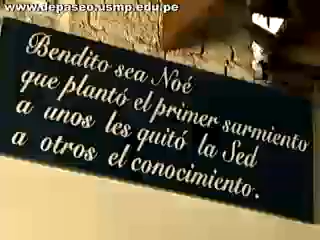 www.depaseo.usmp.edu.pe
Bendito sea Noé
que plantó el primer sarmiento
a unos les quitó la Sed
a otros el conocimiento.